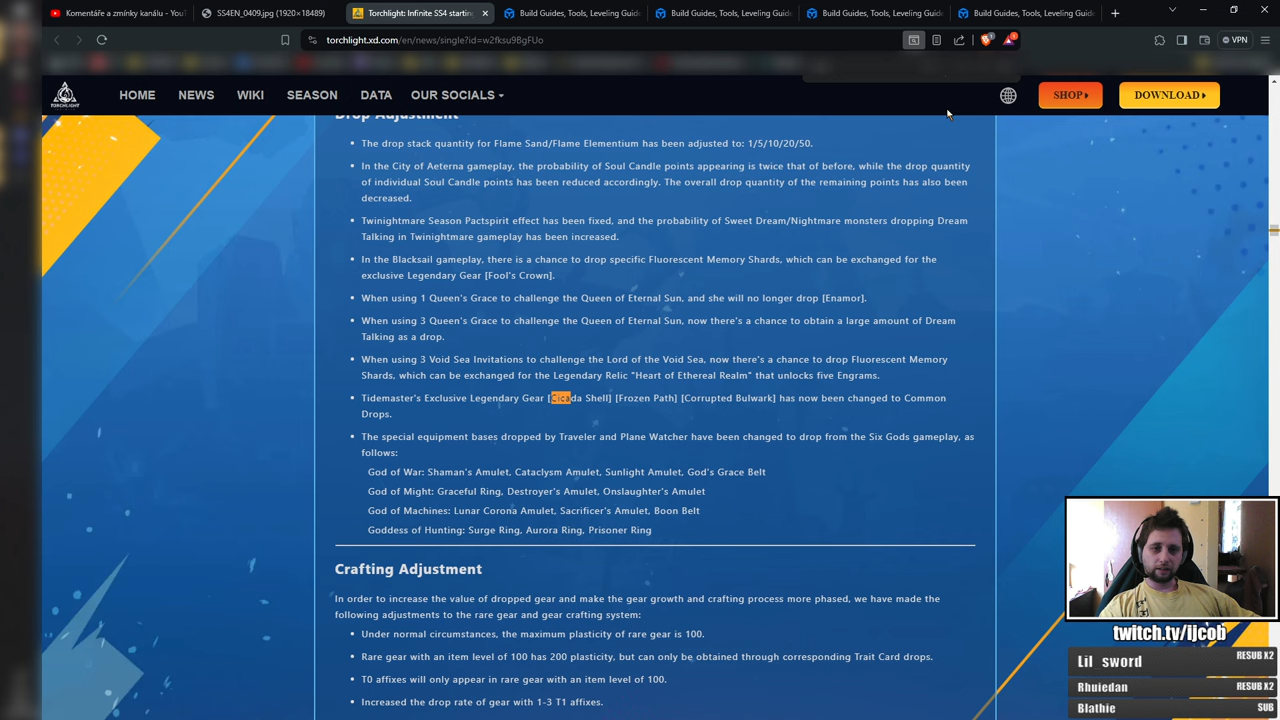 Komentáře a zmínky kanálu - YouT
SS4EN_0409.jpg (1920×18489)
Torchlight: Infinite SS4 startin
Build Guides, Tools, Leveling Guide
Build Guides, Tools, Leveling Guide
Build Guides, Tools, Leveling Guide
Build Guides, Tools, Leveling Guide
torchlight.xd.com/en/news/single?id=w2fksu9BgFUo
VPN
TORCHLIGHT
HOME
NEWS
WIKI
SEASON
DATA
OUR SOCIALS
SHOP
DOWNLOAD
Drop Adjustment
• The drop stack quantity for Flame Sand/Flame Elementium has been adjusted to: 1/5/10/20/50.
• In the City of Aeterna gameplay, the probability of Soul Candle points appearing is twice that of before, while the drop quantity
of individual Soul Candle points has been reduced accordingly. The overall drop quantity of the remaining points has also been
decreased.
• Twinightmare Season Pactspirit effect has been fixed, and the probability of Sweet Dream/Nightmare monsters dropping Dream
Talking in Twinightmare gameplay has been increased.
• In the Blacksail gameplay, there is a chance to drop specific Fluorescent Memory Shards, which can be exchanged for the
exclusive Legendary Gear [Fool's Crown].
• When using 1 Queen's Grace to challenge the Queen of Eternal Sun, and she will no longer drop [Enamor].
• When using 3 Queen's Grace to challenge the Queen of Eternal Sun, now there's a chance to obtain a large amount of Dream
Talking as a drop.
• When using 3 Void Sea Invitations to challenge the Lord of the Void Sea, now there's a chance to drop Fluorescent Memory
Shards, which can be exchanged for the Legendary Relic "Heart of Ethereal Realm" that unlocks five Engrams.
• Tidemaster's Exclusive Legendary Gear [Cicada Shell] [Frozen Path] [Corrupted Bulwark] has now been changed to Common
Drops.
• The special equipment bases dropped by Traveler and Plane Watcher have been changed to drop from the Six Gods gameplay, as
follows:
God of War: Shaman's Amulet, Cataclysm Amulet, Sunlight Amulet, God's Grace Belt
God of Might: Graceful Ring, Destroyer's Amulet, Onslaughter's Amulet
God of Machines: Lunar Corona Amulet, Sacrificer's Amulet, Boon Belt
Goddess of Hunting: Surge Ring, Aurora Ring, Prisoner Ring
Crafting Adjustment
In order to increase the value of dropped gear and make the gear growth and crafting process more phased, we have made the
following adjustments to the rare gear and gear crafting system:
• Under normal circumstances, the maximum plasticity of rare gear is 100.
• Rare gear with an item level of 100 has 200 plasticity, but can only be obtained through corresponding Trait Card drops.
• T0 affixes will only appear in rare gear with an item level of 100.
• Increased the drop rate of gear with 1-3 T1 affixes.
twitch.tv/ljcob
Lil sword RESUB X2
Rhuiedan RESUB X2
Blathie SUB